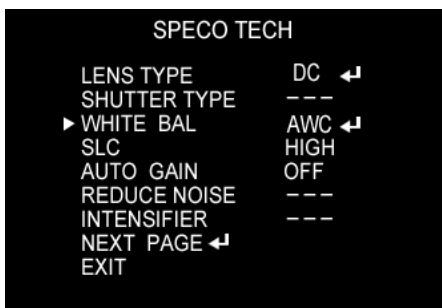 SPECO TECH
LENS TYPE DC ↲
SHUTTER TYPE ---
▶ WHITE BAL AWC ↲
SLC HIGH
AUTO GAIN OFF
REDUCE NOISE ---
INTENSIFIER ---
NEXT PAGE ↲
EXIT